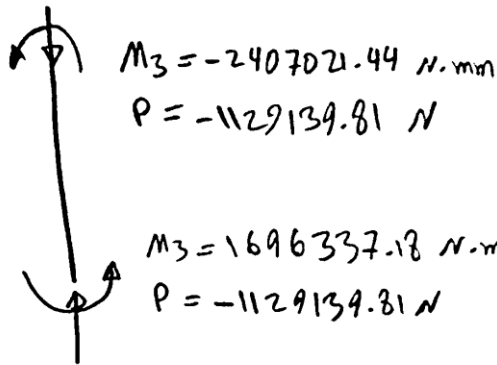 M3 = -2407021.44 N.mm
P = -1129139.81 N
M3 = 1696337.18 N.m
P = -1129139.81 N